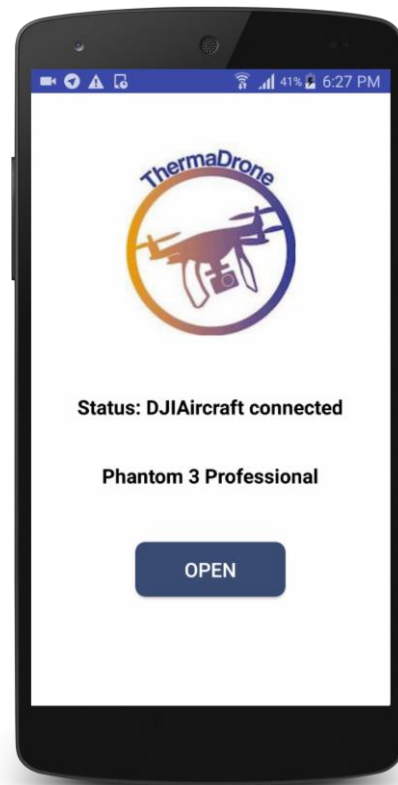 41% 6:27 PM
ThermaDrone
Status: DJIAircraft connected
Phantom 3 Professional
OPEN